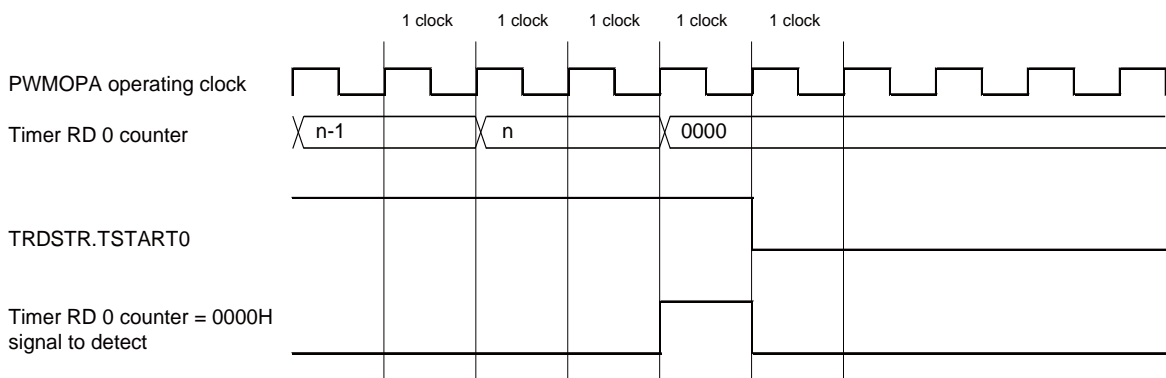 1 clock 1 clock 1 clock 1 clock 1 clock
PWMOPA operating clock
Timer RD 0 counter n-1 n 0000
TRDSTR.TSTART0
Timer RD 0 counter = 0000H
signal to detect